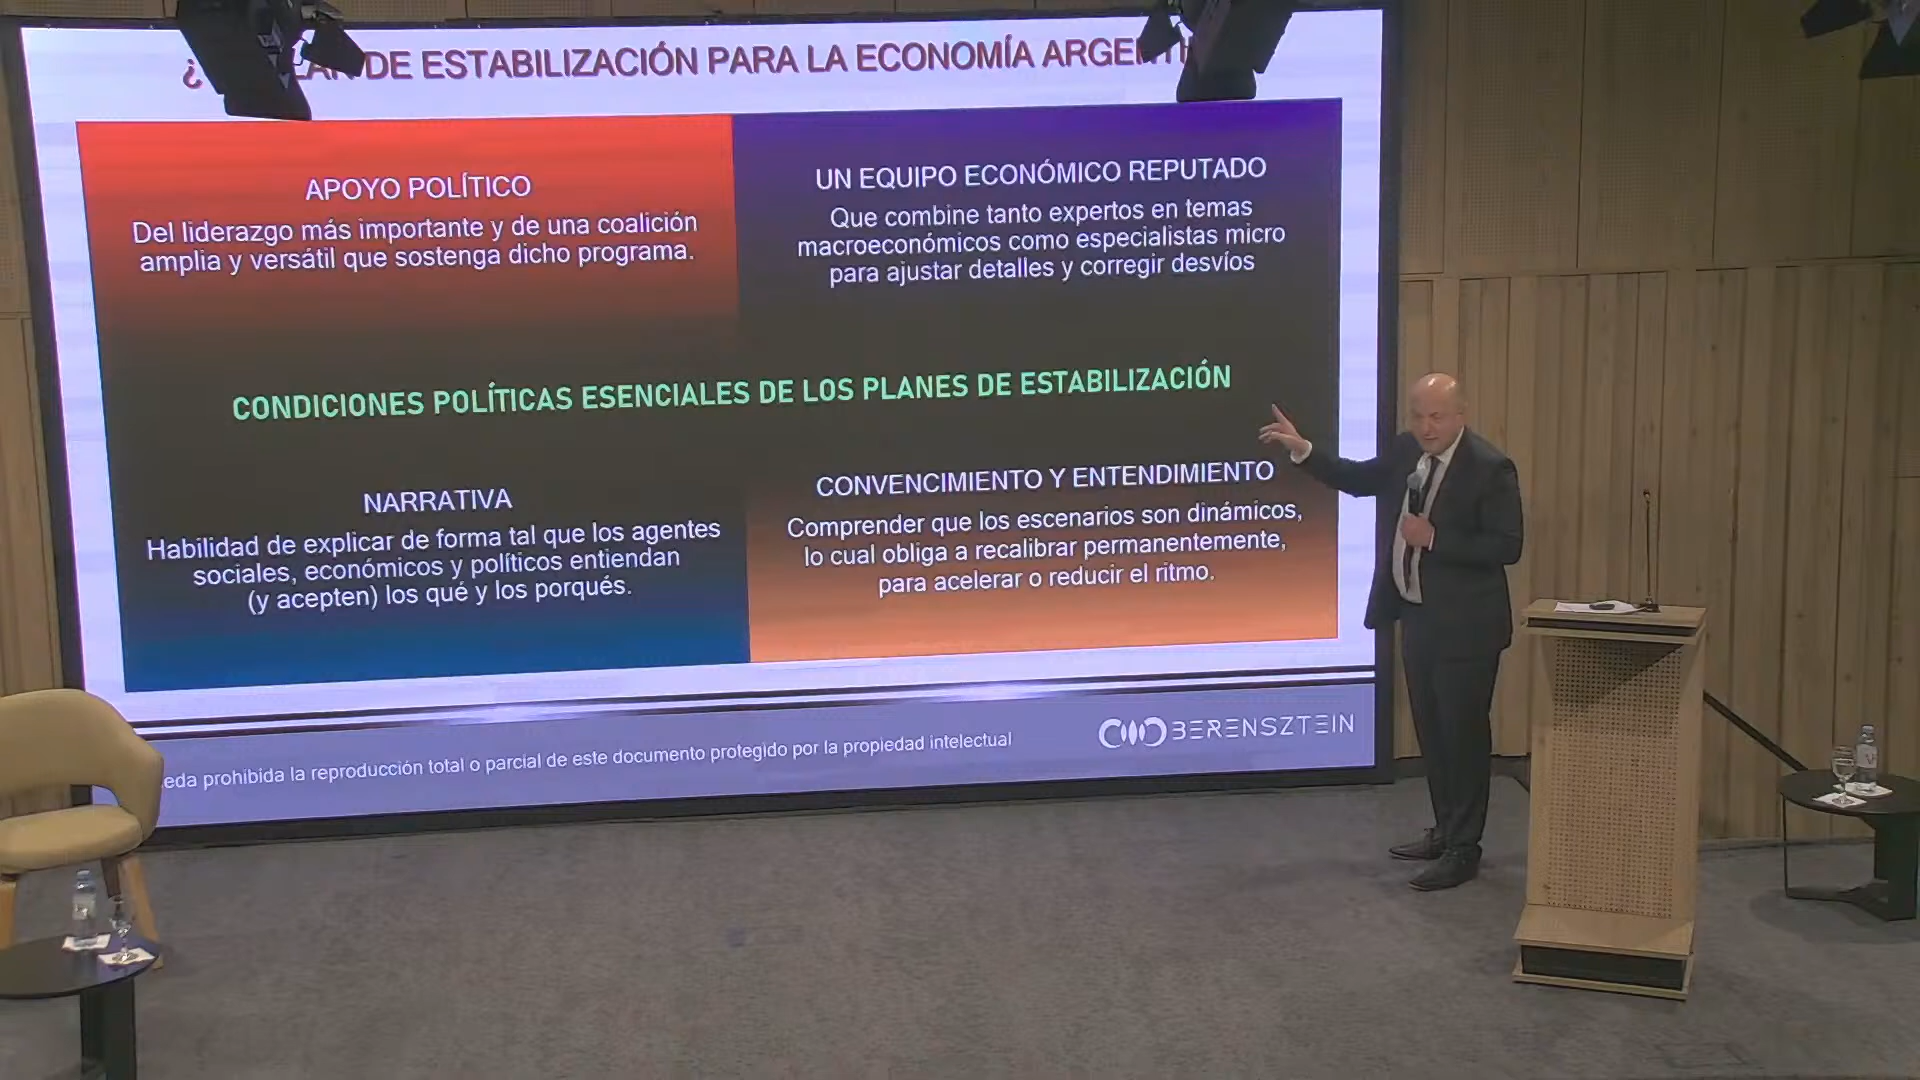 ¿ DE ESTABILIZACIÓN PARA LA ECONOMÍA
APOYO POLÍTICO
Del liderazgo más importante y de una coalición
amplia y versátil que sostenga dicho programa.
UN EQUIPO ECONÓMICO REPUTADO
Que combine tanto expertos en temas
macroeconómicos como especialistas micro
para ajustar detalles y corregir desvíos
CONDICIONES POLÍTICAS ESENCIALES DE LOS PLANES DE ESTABILIZACIÓN
NARRATIVA
Habilidad de explicar de forma tal que los agentes
sociales, económicos y políticos entiendan
(y acepten) los qué y los porqués.
CONVENCIMIENTO Y ENTENDIMIENTO
Comprender que los escenarios son dinámicos,
lo cual obliga a recalibrar permanentemente,
para acelerar o reducir el ritmo.
eda prohibida la reproducción total o parcial de este documento protegido por la propiedad intelectual
BERENSZTEIN